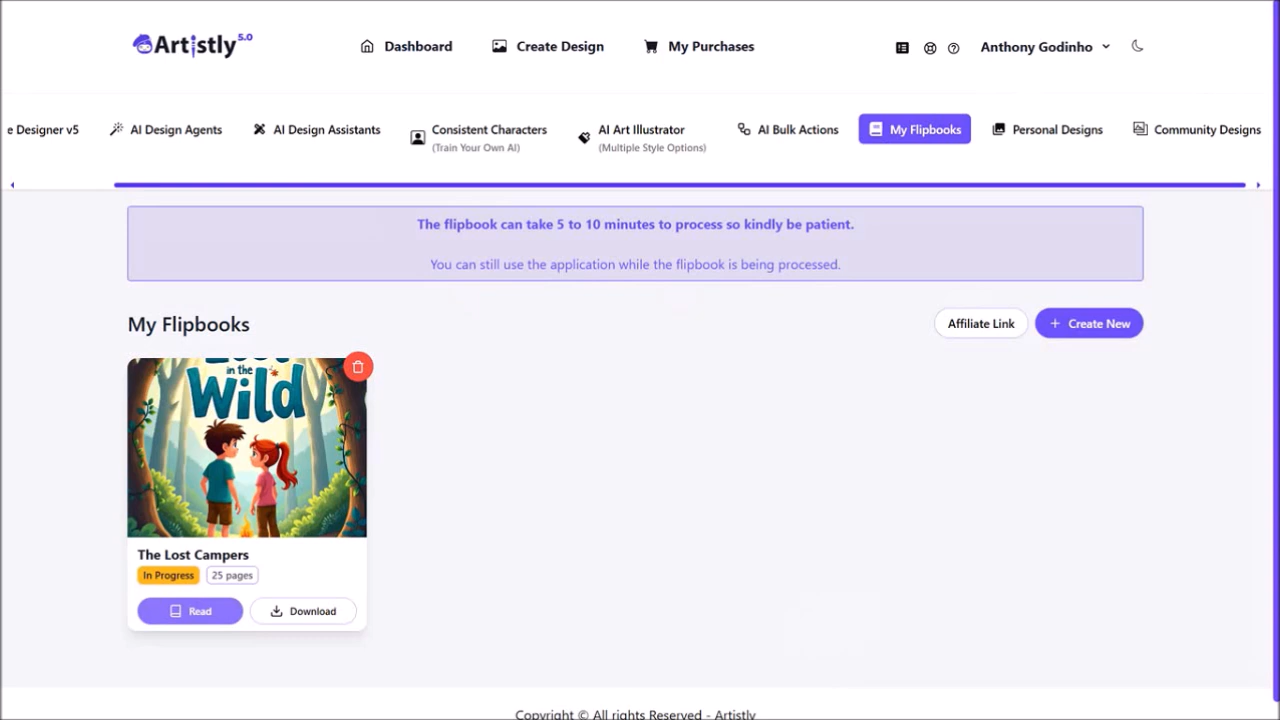 Artistly 5.0
Dashboard
Create Design
My Purchases
Anthony Godinho
e Designer v5
AI Design Agents
AI Design Assistants
Consistent Characters
(Train Your Own AI)
AI Art Illustrator
(Multiple Style Options)
AI Bulk Actions
My Flipbooks
Personal Designs
Community Designs
The flipbook can take 5 to 10 minutes to process so kindly be patient.
You can still use the application while the flipbook is being processed.
My Flipbooks
Affiliate Link
+ Create New
Lost
in the
Wild
The Lost Campers
In Progress
25 pages
Read
Download
Copyright © All rights Reserved - Artistly